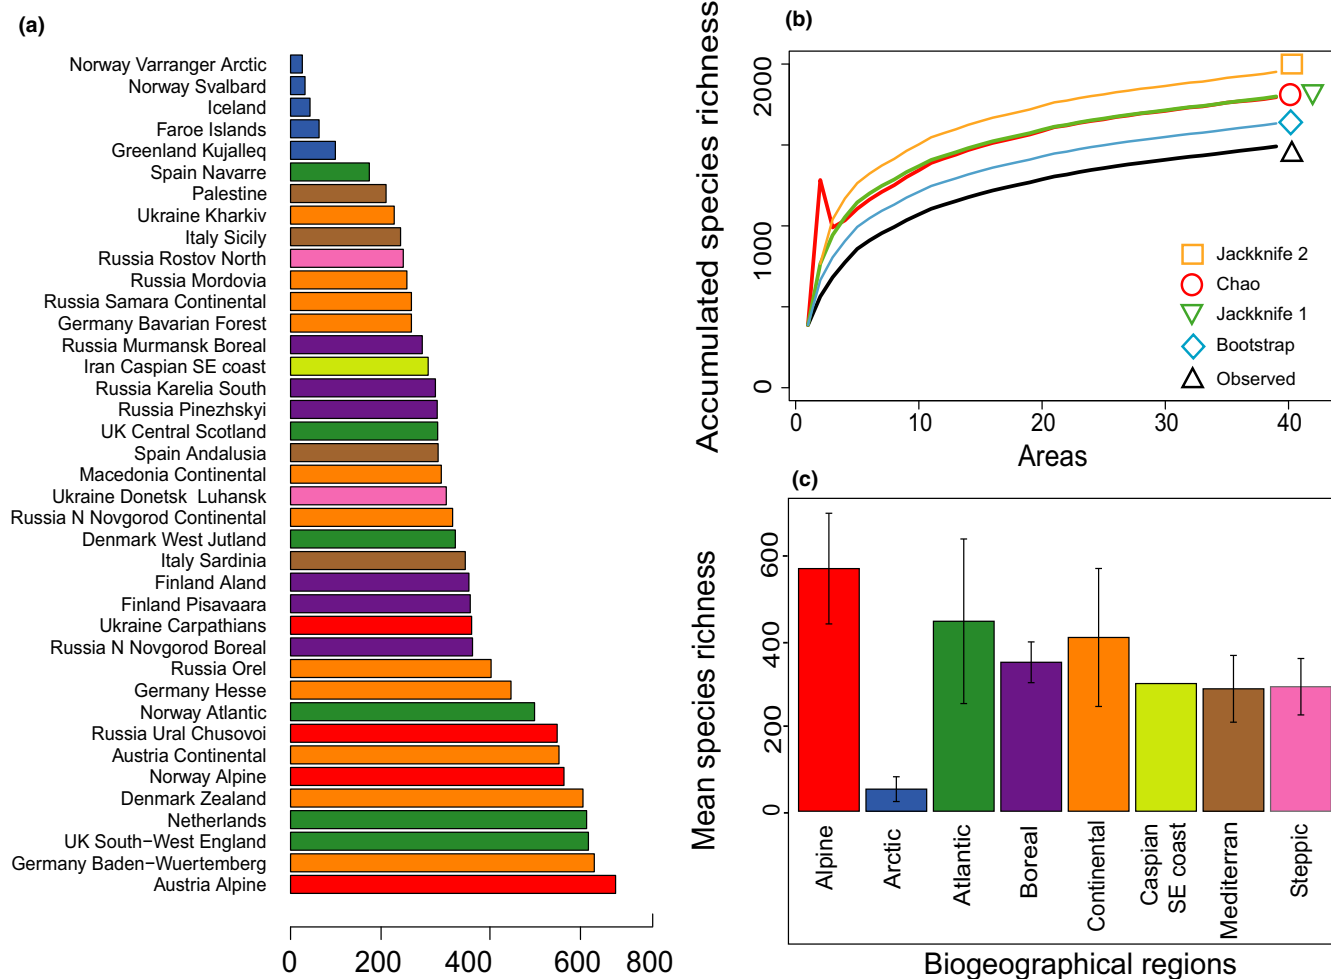 (a)
Norway Varranger Arctic
Norway Svalbard
Iceland
Faroe Islands
Greenland Kujalleq
Spain Navarre
Palestine
Ukraine Kharkiv
Italy Sicily
Russia Rostov North
Russia Mordovia
Russia Samara Continental
Germany Bavarian Forest
Russia Murmansk Boreal
Iran Caspian SE coast
Russia Karelia South
Russia Pinezhskyi
UK Central Scotland
Spain Andalusia
Macedonia Continental
Ukraine Donetsk Luhansk
Russia N Novgorod Continental
Denmark West Jutland
Italy Sardinia
Finland Aland
Finland Pisavaara
Ukraine Carpathians
Russia N Novgorod Boreal
Russia Orel
Germany Hesse
Norway Atlantic
Russia Ural Chusovoi
Austria Continental
Norway Alpine
Denmark Zealand
Netherlands
UK South−West England
Germany Baden−Wuertemberg
Austria Alpine
0 200 400 600 800
(b)
Accumulated species richness
2000
1000
0
Jackknife 2
Chao
Jackknife 1
Bootstrap
Observed
0 10 20 30 40
Areas
(c)
Mean species richness
600
400
200
0
Alpine
Arctic
Atlantic
Boreal
Continental
Caspian
SE coast
Mediterran
Steppic
Biogeographical regions